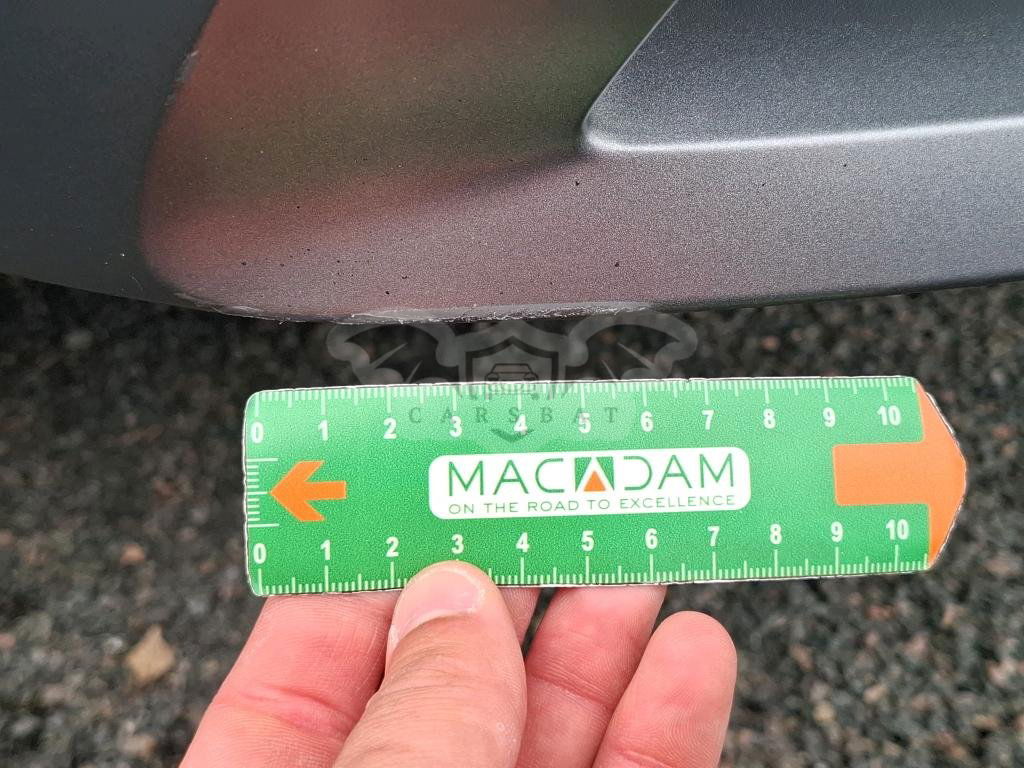 CARSBAT
0 1 2 3 4 5 6 7 8 9 10
MACADAM
ON THE ROAD TO EXCELLENCE
0 1 2 3 4 5 6 7 8 9 10